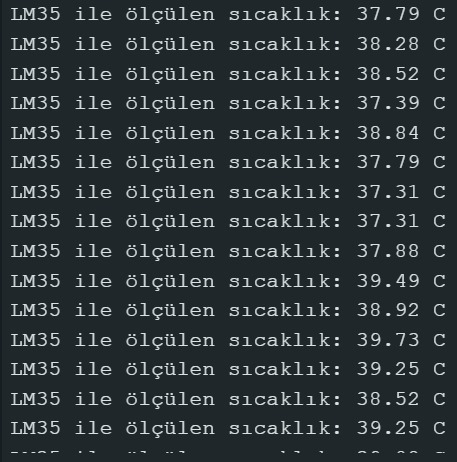 LM35 ile ölçülen sıcaklık: 37.79 C
LM35 ile ölçülen sıcaklık: 38.28 C
LM35 ile ölçülen sıcaklık: 38.52 C
LM35 ile ölçülen sıcaklık: 37.39 C
LM35 ile ölçülen sıcaklık: 38.84 C
LM35 ile ölçülen sıcaklık: 37.79 C
LM35 ile ölçülen sıcaklık: 37.31 C
LM35 ile ölçülen sıcaklık: 37.31 C
LM35 ile ölçülen sıcaklık: 37.88 C
LM35 ile ölçülen sıcaklık: 39.49 C
LM35 ile ölçülen sıcaklık: 38.92 C
LM35 ile ölçülen sıcaklık: 39.73 C
LM35 ile ölçülen sıcaklık: 39.25 C
LM35 ile ölçülen sıcaklık: 38.52 C
LM35 ile ölçülen sıcaklık: 39.25 C
LM35 ile ölçülen sıcaklık: C